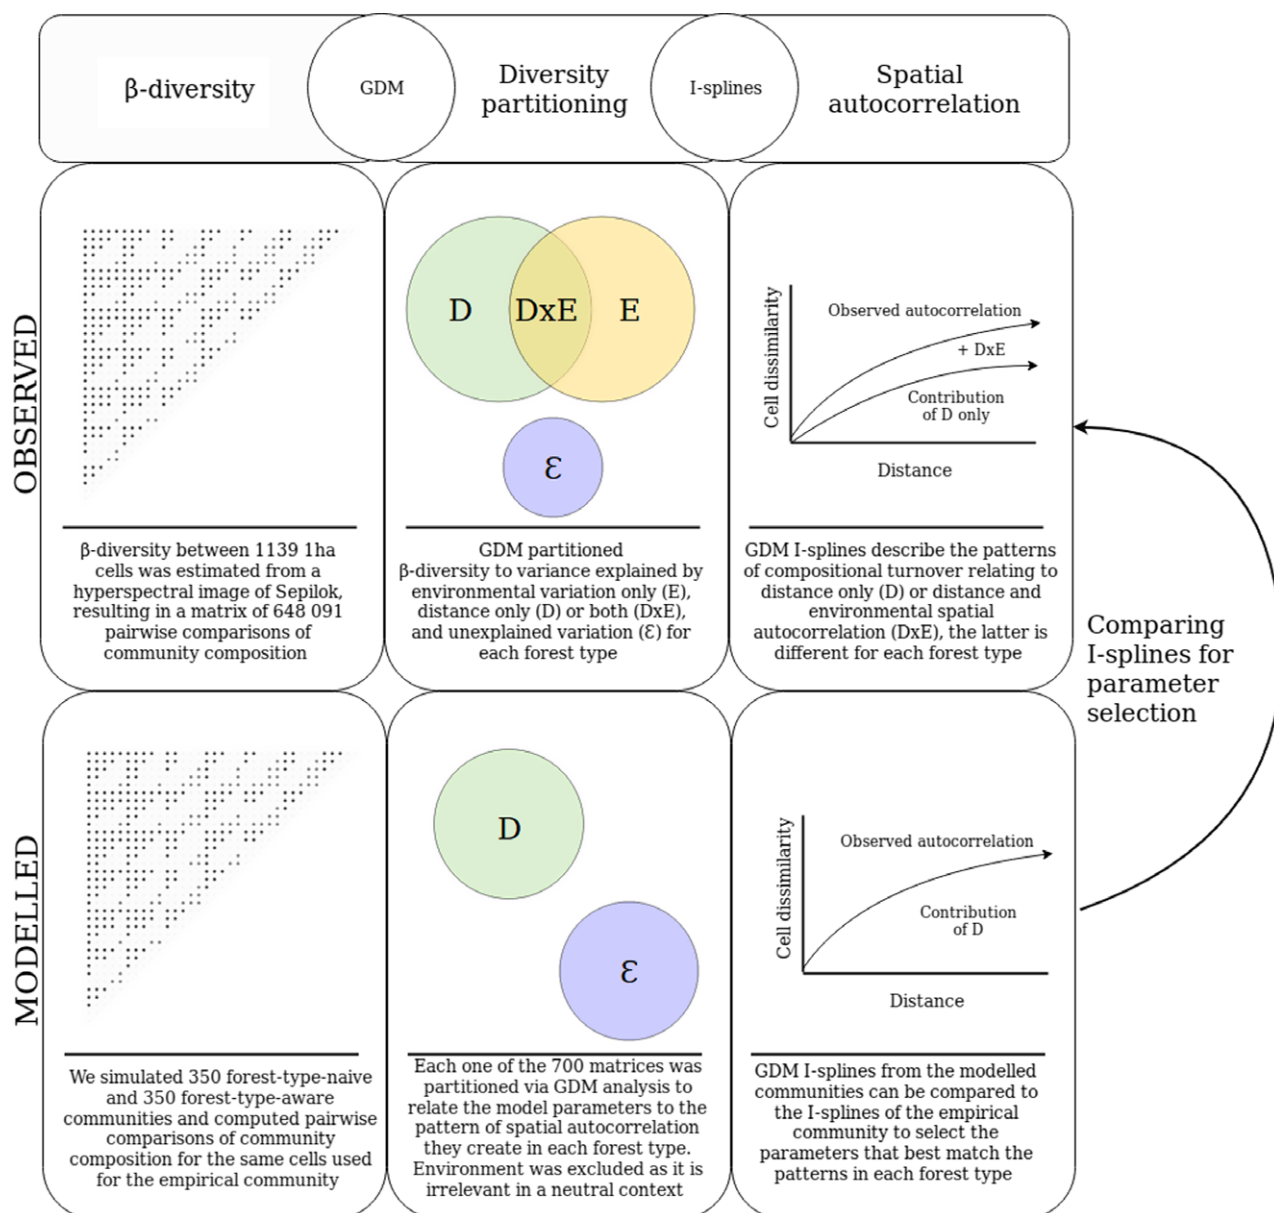 β-diversity
GDM
Diversity
partitioning
I-splines
Spatial
autocorrelation
OBSERVED
D
DxE
E
Ɛ
Cell dissimilarity
Observed autocorrelation
+ DxE
Contribution
of D only
Distance
β-diversity between 1139 1ha
cells was estimated from a
hyperspectral image of Sepilok,
resulting in a matrix of 648 091
pairwise comparisons of
community composition
GDM partitioned
β-diversity to variance explained by
environmental variation only (E),
distance only (D) or both (DxE),
and unexplained variation (Ɛ) for
each forest type
GDM I-splines describe the patterns
of compositional turnover relating to
distance only (D) or distance and
environmental spatial
autocorrelation (DxE), the latter is
different for each forest type
Comparing
I-splines for
parameter
selection
MODELLED
D
Ɛ
Cell dissimilarity
Observed autocorrelation
Contribution
of D
Distance
We simulated 350 forest-type-naive
and 350 forest-type-aware
communities and computed pairwise
comparisons of community
composition for the same cells used
for the empirical community
Each one of the 700 matrices was
partitioned via GDM analysis to
relate the model parameters to the
pattern of spatial autocorrelation
they create in each forest type.
Environment was excluded as it is
irrelevant in a neutral context
GDM I-splines from the modelled
communities can be compared to
the I-splines of the empirical
community to select the
parameters that best match the
patterns in each forest type